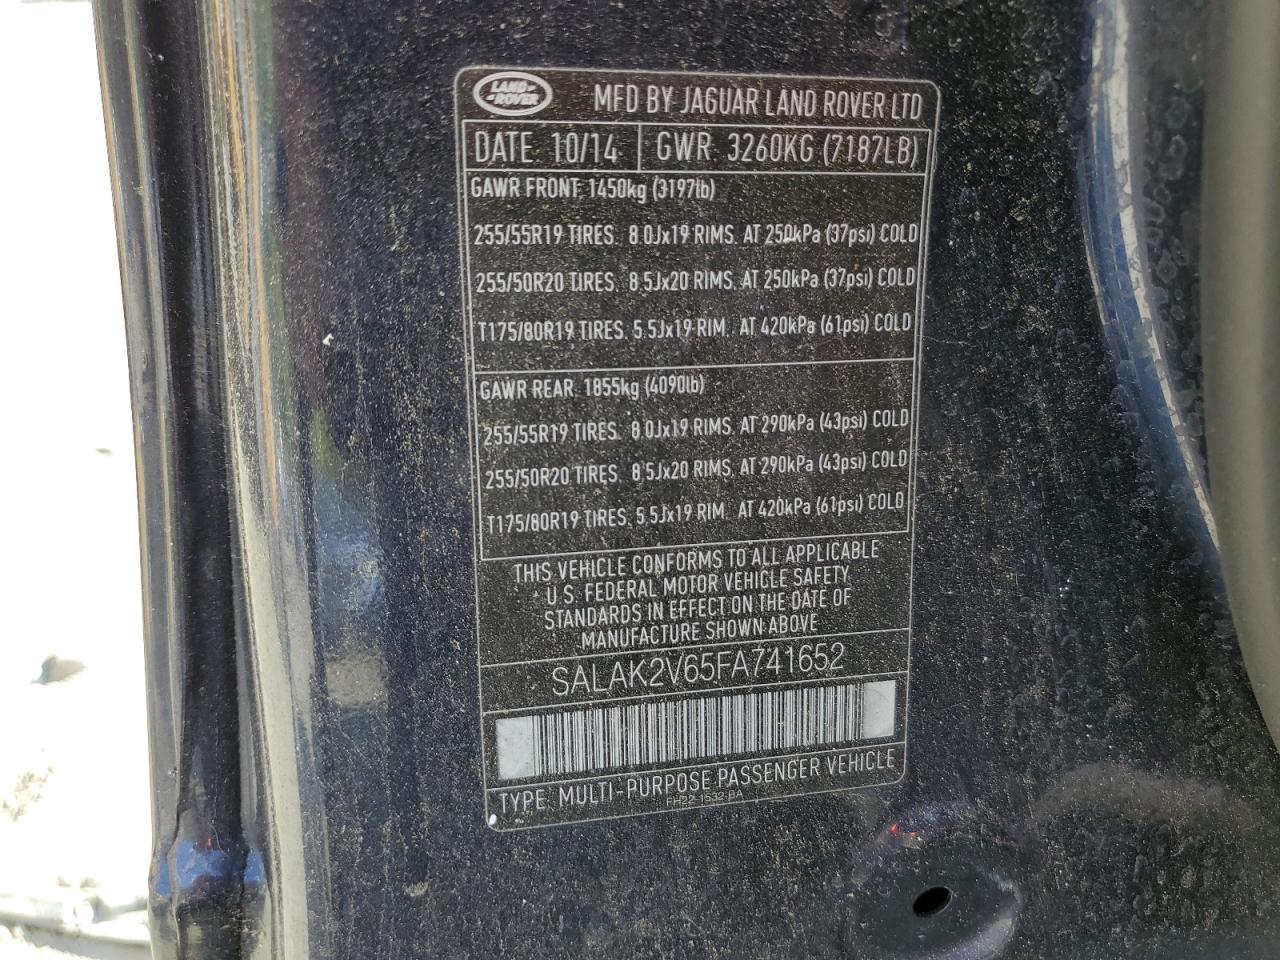 LAND-
-ROVER
MFD BY JAGUAR LAND ROVER LTD
DATE. 10/14
GWR. 3260KG (7187LB)
GAWR FRONT. 1450kg (3197lb)
255/55R19 TIRES. 8.0Jx19 RIMS. AT 250kPa (37psi) COLD
255/50R20 TIRES. 8.5Jx20 RIMS. AT 250kPa (37psi) COLD
T175/80R19 TIRES. 5.5Jx19 RIM. AT 420kPa (61psi) COLD
GAWR REAR. 1855kg (4090lb)
255/55R19 TIRES. 8.0Jx19 RIMS. AT 290kPa (43psi) COLD
255/50R20 TIRES. 8.5Jx20 RIMS. AT 290kPa (43psi) COLD
T175/80R19 TIRES. 5.5Jx19 RIM. AT 420kPa (61psi) COLD
THIS VEHICLE CONFORMS TO ALL APPLICABLE
U.S. FEDERAL MOTOR VEHICLE SAFETY
STANDARDS IN EFFECT ON THE DATE OF
MANUFACTURE SHOWN ABOVE
SALAK2V65FA741652
TYPE. MULTI-PURPOSE PASSENGER VEHICLE
FH22-1532-BA